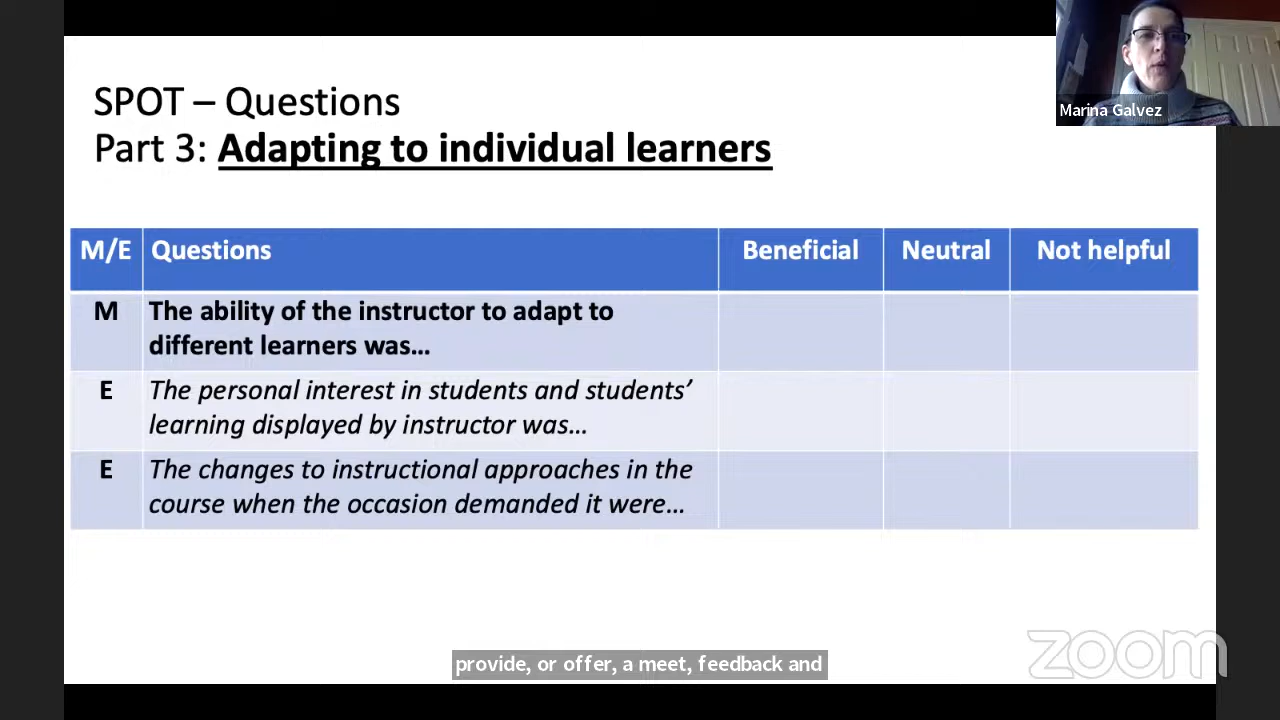 SPOT – Questions
Part 3: Adapting to individual learners
Marina Galvez
M/E Questions Beneficial Neutral Not helpful
M The ability of the instructor to adapt to
different learners was…
E The personal interest in students and students’
learning displayed by instructor was…
E The changes to instructional approaches in the
course when the occasion demanded it were…
provide, or offer, a meet, feedback and
zoom